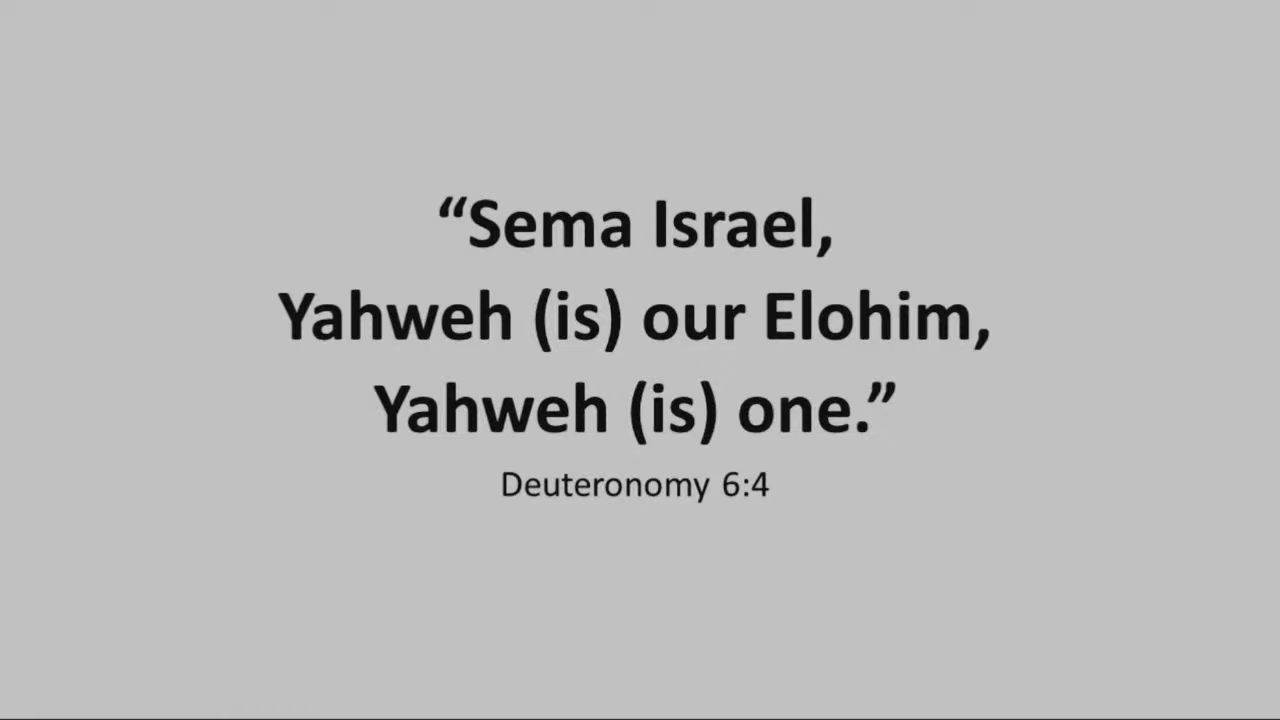 “Sema Israel,
Yahweh (is) our Elohim,
Yahweh (is) one.”
Deuteronomy 6:4